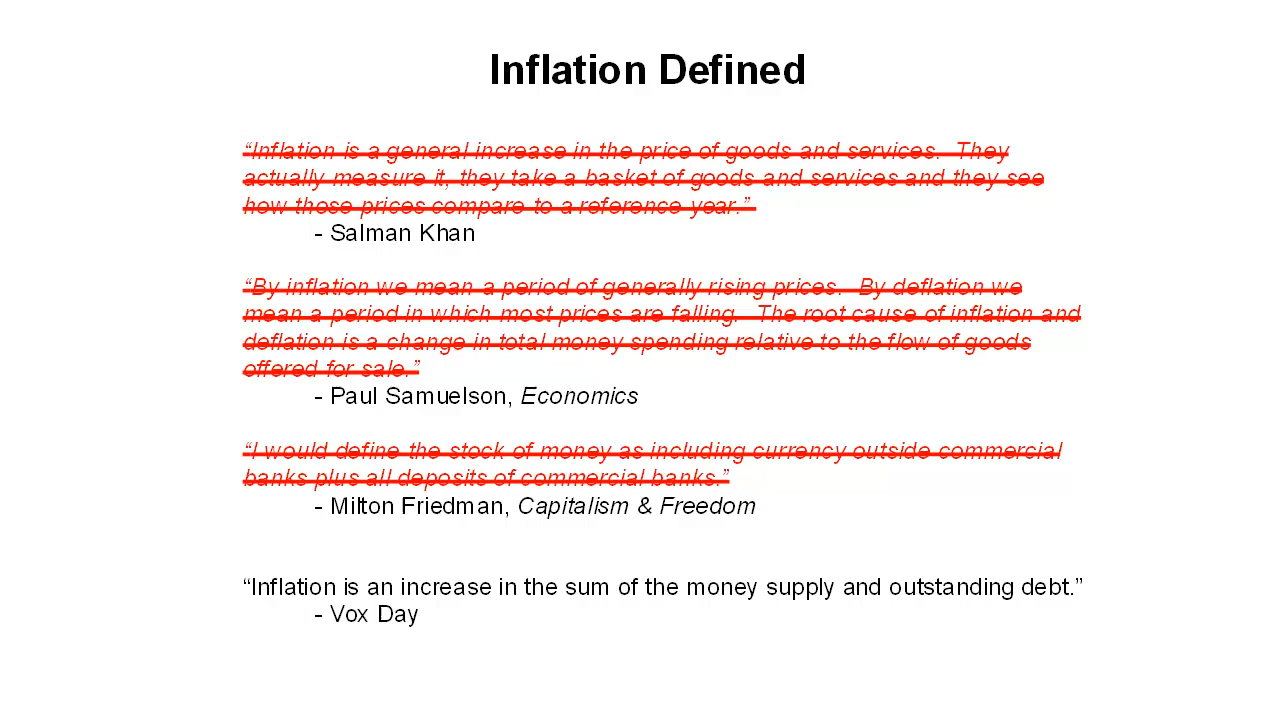 Inflation Defined
“Inflation is a general increase in the price of goods and services.  They
actually measure it, they take a basket of goods and services and they see
how those prices compare to a reference year.”
- Salman Khan
“By inflation we mean a period of generally rising prices.  By deflation we
mean a period in which most prices are falling.  The root cause of inflation and
deflation is a change in total money spending relative to the flow of goods
offered for sale.”
- Paul Samuelson, Economics
“I would define the stock of money as including currency outside commercial
banks plus all deposits of commercial banks.”
- Milton Friedman, Capitalism & Freedom
“Inflation is an increase in the sum of the money supply and outstanding debt.”
- Vox Day